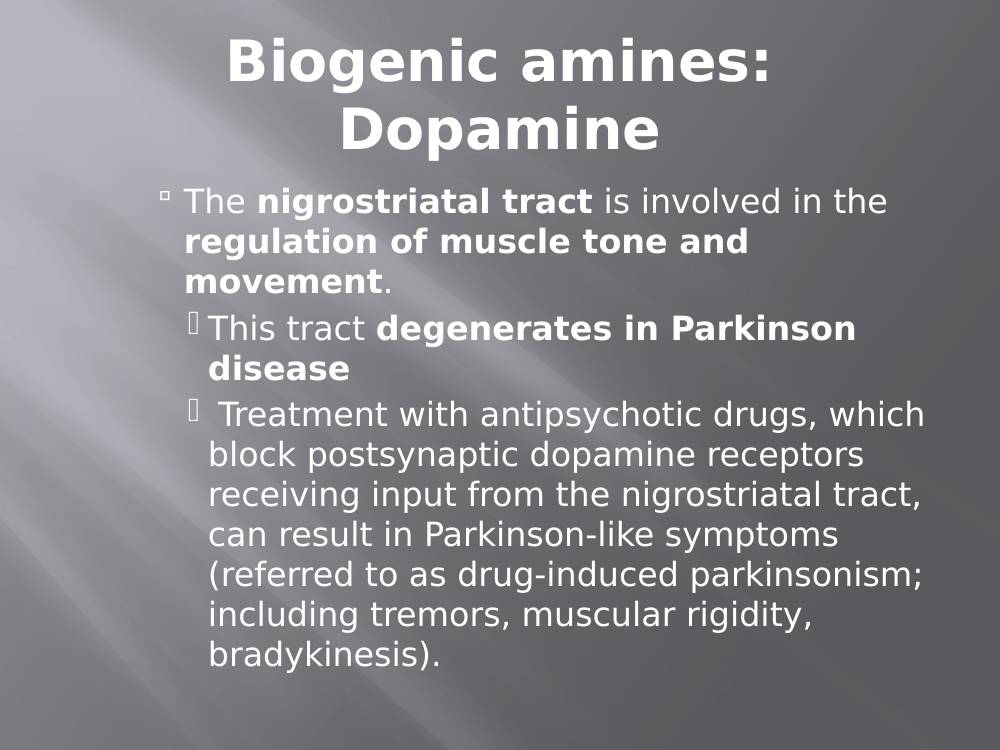 Biogenic amines:
Dopamine
The nigrostriatal tract is involved in the
regulation of muscle tone and
movement.
This tract degenerates in Parkinson
disease
Treatment with antipsychotic drugs, which
block postsynaptic dopamine receptors
receiving input from the nigrostriatal tract,
can result in Parkinson-like symptoms
(referred to as drug-induced parkinsonism;
including tremors, muscular rigidity,
bradykinesis).